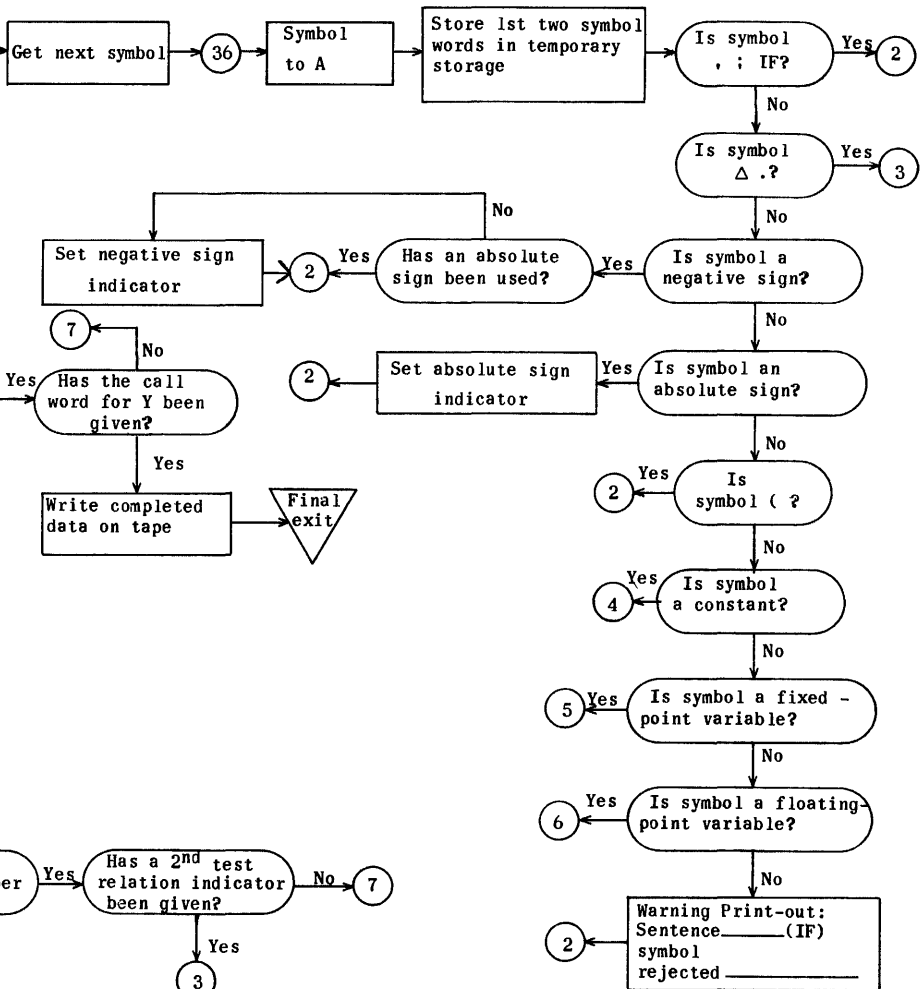 Get next symbol
36
Symbol
to A
Store 1st two symbol
words in temporary
storage
Is symbol
, ; IF?
Yes
2
No
Is symbol
△ .?
Yes
3
No
Is symbol a
negative sign?
Yes
Has an absolute
sign been used?
No
Yes
2
Set negative sign
indicator
No
Is symbol an
absolute sign?
Yes
Set absolute sign
indicator
2
7
No
Yes
Has the call
word for Y been
given?
Yes
Write completed
data on tape
Final
exit
No
Is
symbol ( ?
Yes
2
No
Is symbol
a constant?
Yes
4
No
Is symbol a fixed -
point variable?
Yes
5
No
Is symbol a floating-
point variable?
Yes
6
No
Warning Print-out:
Sentence______(IF)
symbol
rejected ____________
2
er
Yes
Has a 2nd test
relation indicator
been given?
No
7
Yes
3